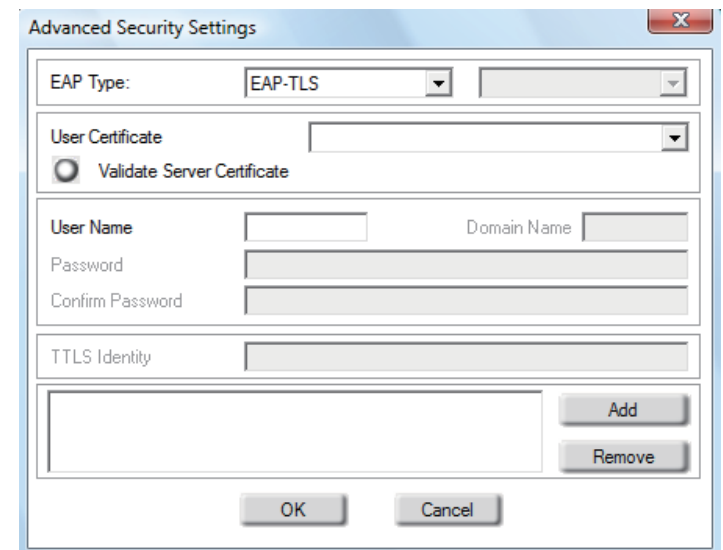 Advanced Security Settings
EAP Type: EAP-TLS
User Certificate
Validate Server Certificate
User Name Domain Name
Password
Confirm Password
TTLS Identity
Add
Remove
OK Cancel